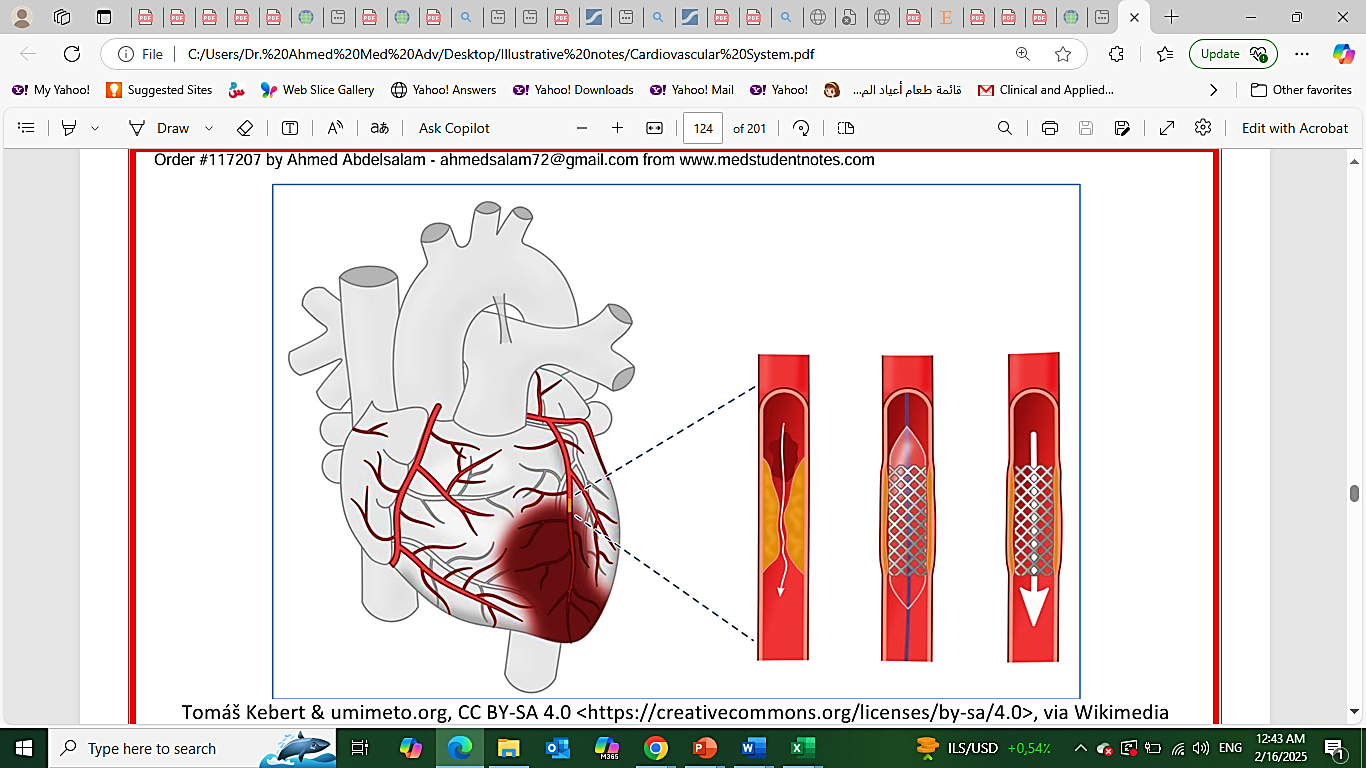 File
C:/Users/Dr.%20Ahmed%20Med%20Adv/Desktop/Illustrative%20notes/Cardiovascular%20System.pdf
Update
My Yahoo!
Suggested Sites
Web Slice Gallery
Yahoo! Answers
Yahoo! Downloads
Yahoo! Mail
Yahoo!
قائمة طعام أعياد الم...
Clinical and Applied...
Other favorites
Draw
Ask Copilot
124
of 201
Edit with Acrobat
Order #117207 by Ahmed Abdelsalam - ahmedsalam72@gmail.com from www.medstudentnotes.com
Tomáš Kebert & umimeto.org, CC BY-SA 4.0 <https://creativecommons.org/licenses/by-sa/4.0>, via Wikimedia
Type here to search
M365
ILS/USD
+0,54%
ENG
12:43 AM
2/16/2025
1